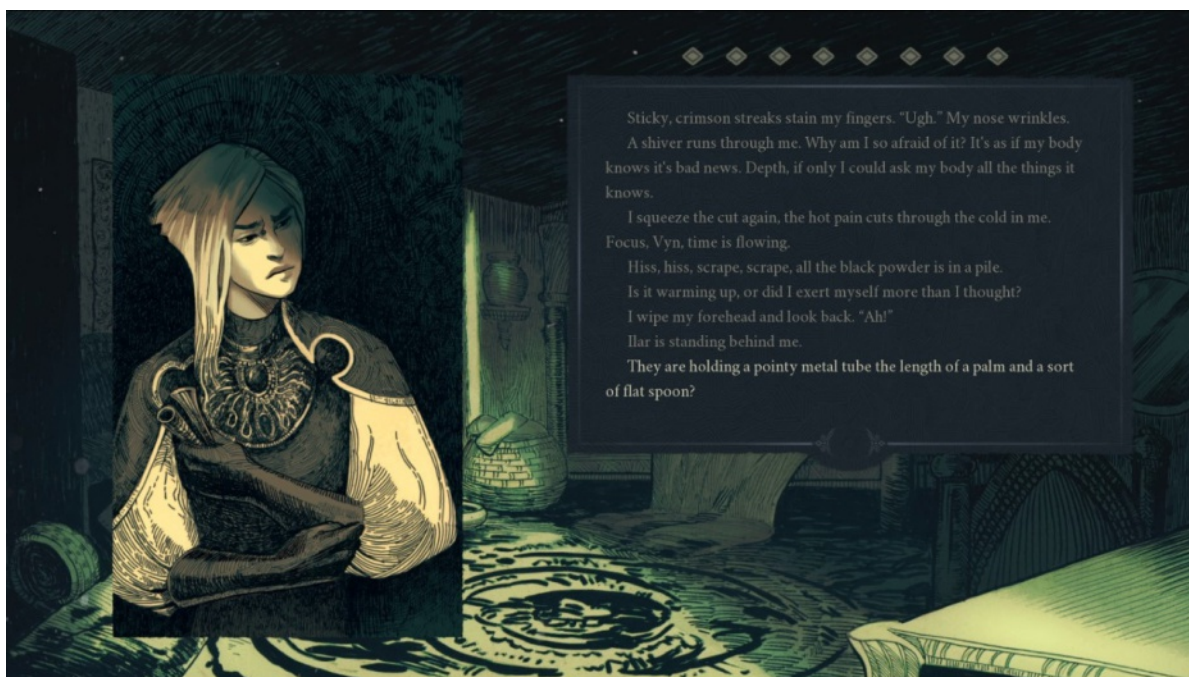 Sticky, crimson streaks stain my fingers. “Ugh.” My nose wrinkles.
A shiver runs through me. Why am I so afraid of it? It's as if my body
knows it's bad news. Depth, if only I could ask my body all the things it
knows.
I squeeze the cut again, the hot pain cuts through the cold in me.
Focus, Vyn, time is flowing.
Hiss, hiss, scrape, scrape, all the black powder is in a pile.
Is it warming up, or did I exert myself more than I thought?
I wipe my forehead and look back. “Ah!”
Ilar is standing behind me.
They are holding a pointy metal tube the length of a palm and a sort
of flat spoon?